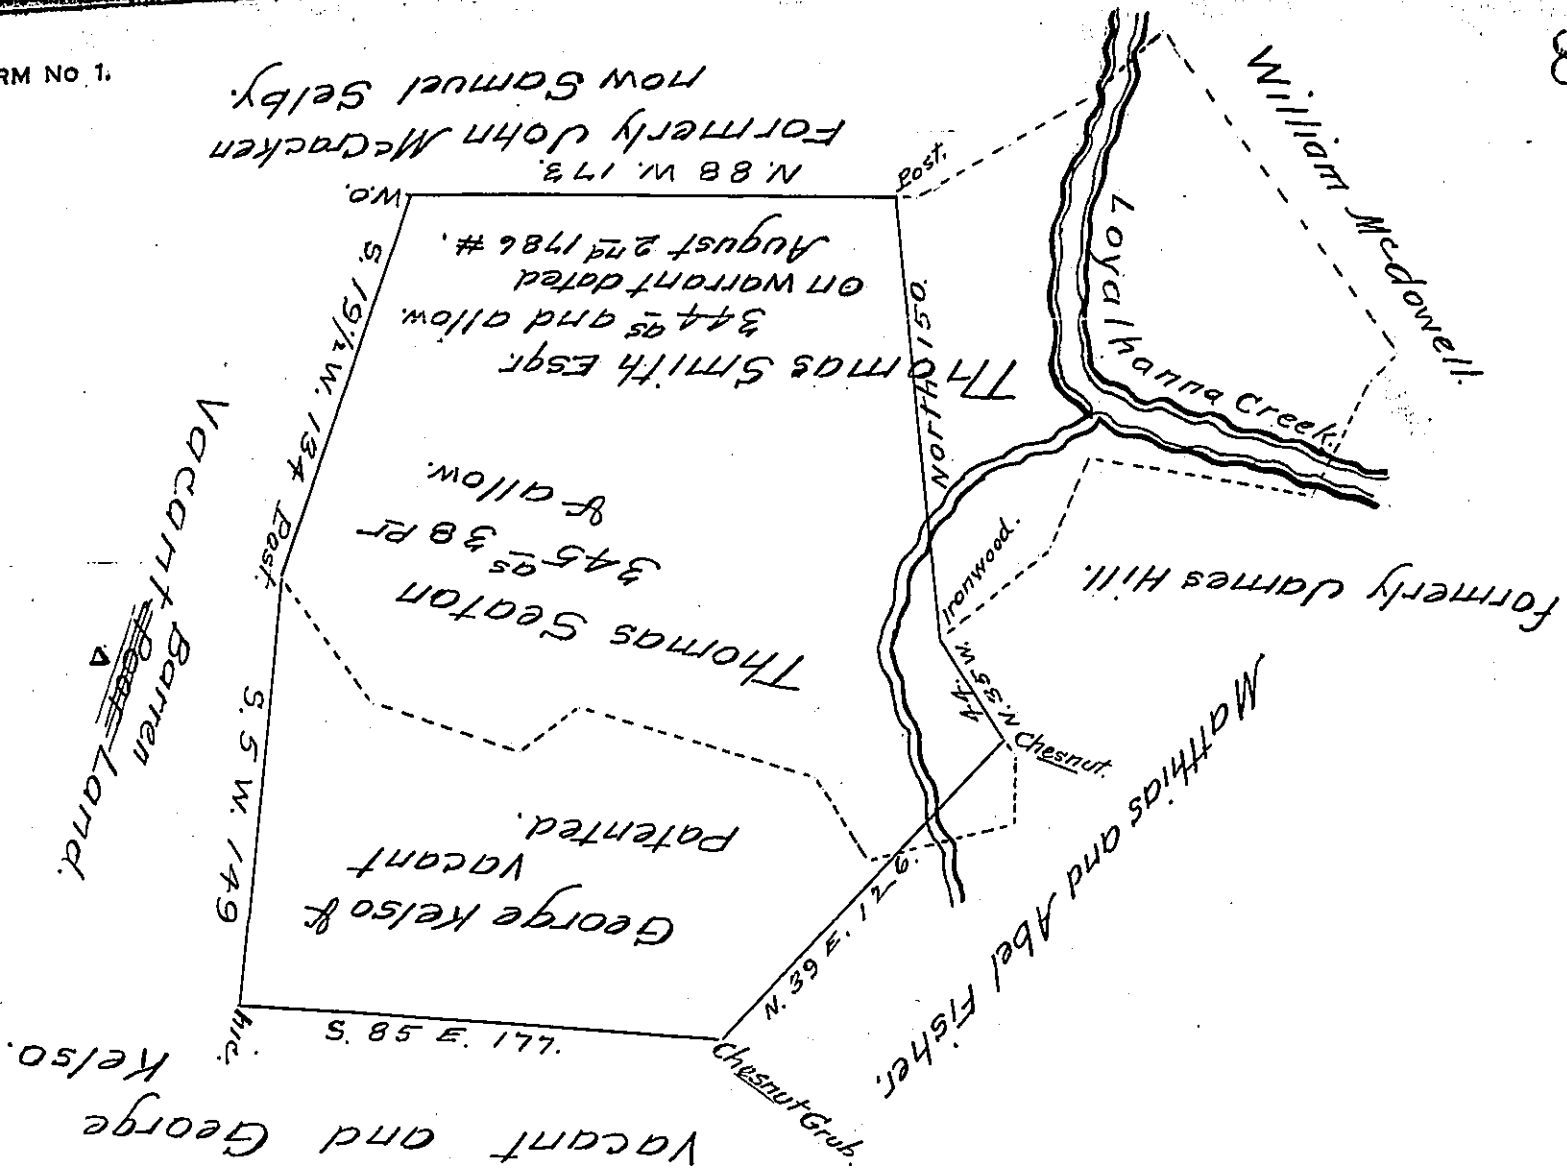 RM No 1.
Vacant and George
Kelso.
Chesnut Grub.
S. 85 E. 177.
hic.
N. 39 E. 126.
S. 5 W. 149
George Kelso &
Vacant
Patented.
Matthias and Abel Fisher.
Chesnut.
N. 35 W.
44.
Ironwood.
Formerly James Hill.
Vacant Barren
Land.
Post.
Thomas Seaton
345 as 38 Pr
& allow.
S. 19½ W. 134
North 150.
Loyalhanna Creek.
William McDowell.
Thomas Smith Esqr.
344 as and allow.
on warrant dated
August 2nd 1786 #.
W.O.
N. 88 W. 173.
Post.
Formerly John McCracken
now Samuel Selby.